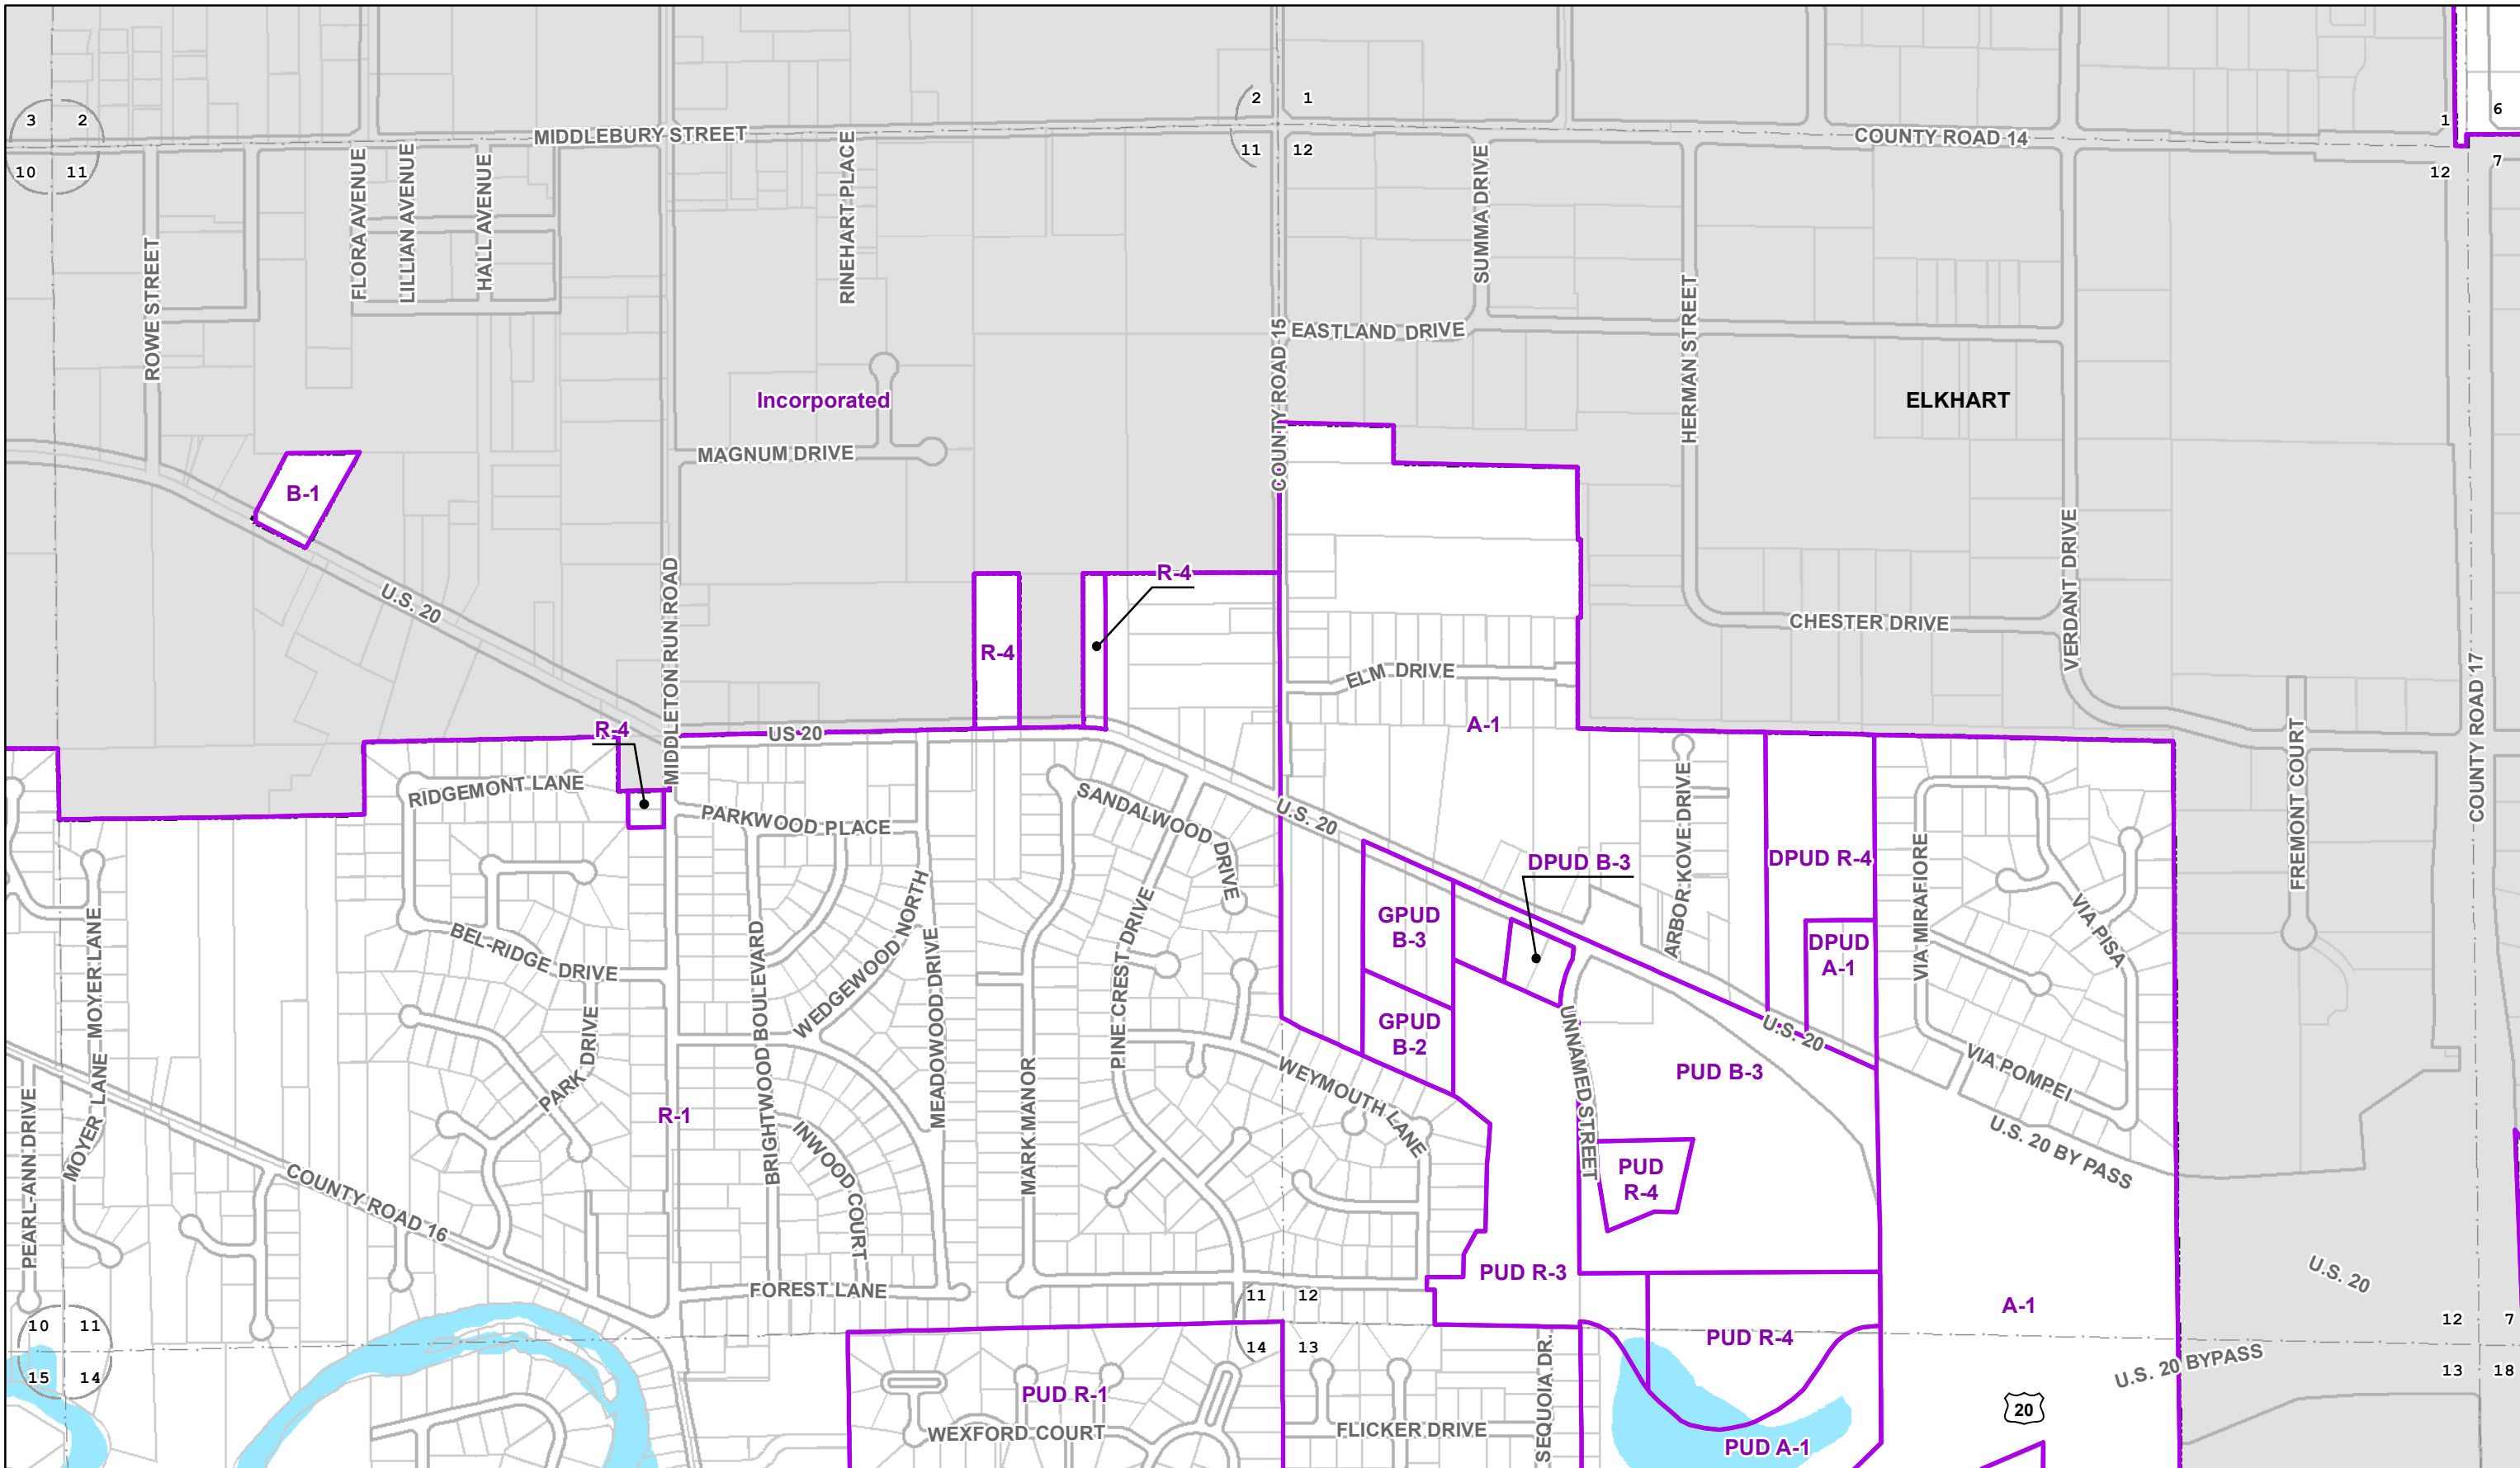 3
2
10
11
MIDDLEBURY STREET
2
1
11
12
COUNTY ROAD 14
1
6
12
7
ROWE STREET
FLORA AVENUE
LILLIAN AVENUE
HALL AVENUE
RINEHART PLACE
SUMMA DRIVE
EASTLAND DRIVE
COUNTY ROAD 15
HERMAN STREET
Incorporated
ELKHART
MAGNUM DRIVE
B-1
U.S. 20
MIDDLETON RUN ROAD
R-4
R-4
ELM DRIVE
A-1
CHESTER DRIVE
VERDANT DRIVE
COUNTY ROAD 17
FREMONT COURT
R-4
US 20
RIDGEMONT LANE
PARKWOOD PLACE
SANDALWOOD DRIVE
U.S. 20
ARBOR KOVE DRIVE
DPUD B-3
DPUD R-4
DPUD
A-1
GPUD
B-3
GPUD
B-2
VIA MIRAFIORE
VIA PISA
VIA POMPEI
U.S. 20
U.S. 20 BY PASS
MOYER LANE
MOYER LANE
BEL-RIDGE DRIVE
PARK DRIVE
BRIGHTWOOD BOULEVARD
WEDGEWOOD NORTH
MEADOWOOD DRIVE
PINE CREST DRIVE
MARK MANOR
WEYMOUTH LANE
UNNAMED STREET
PUD B-3
PUD
R-4
R-1
INWOOD COURT
PEARL-ANN DRIVE
COUNTY ROAD 16
FOREST LANE
PUD R-3
U.S. 20
A-1
10
11
15
14
11
12
14
13
12
7
13
18
PUD R-4
U.S. 20 BYPASS
20
PUD R-1
WEXFORD COURT
FLICKER DRIVE
SEQUOIA DR.
PUD A-1